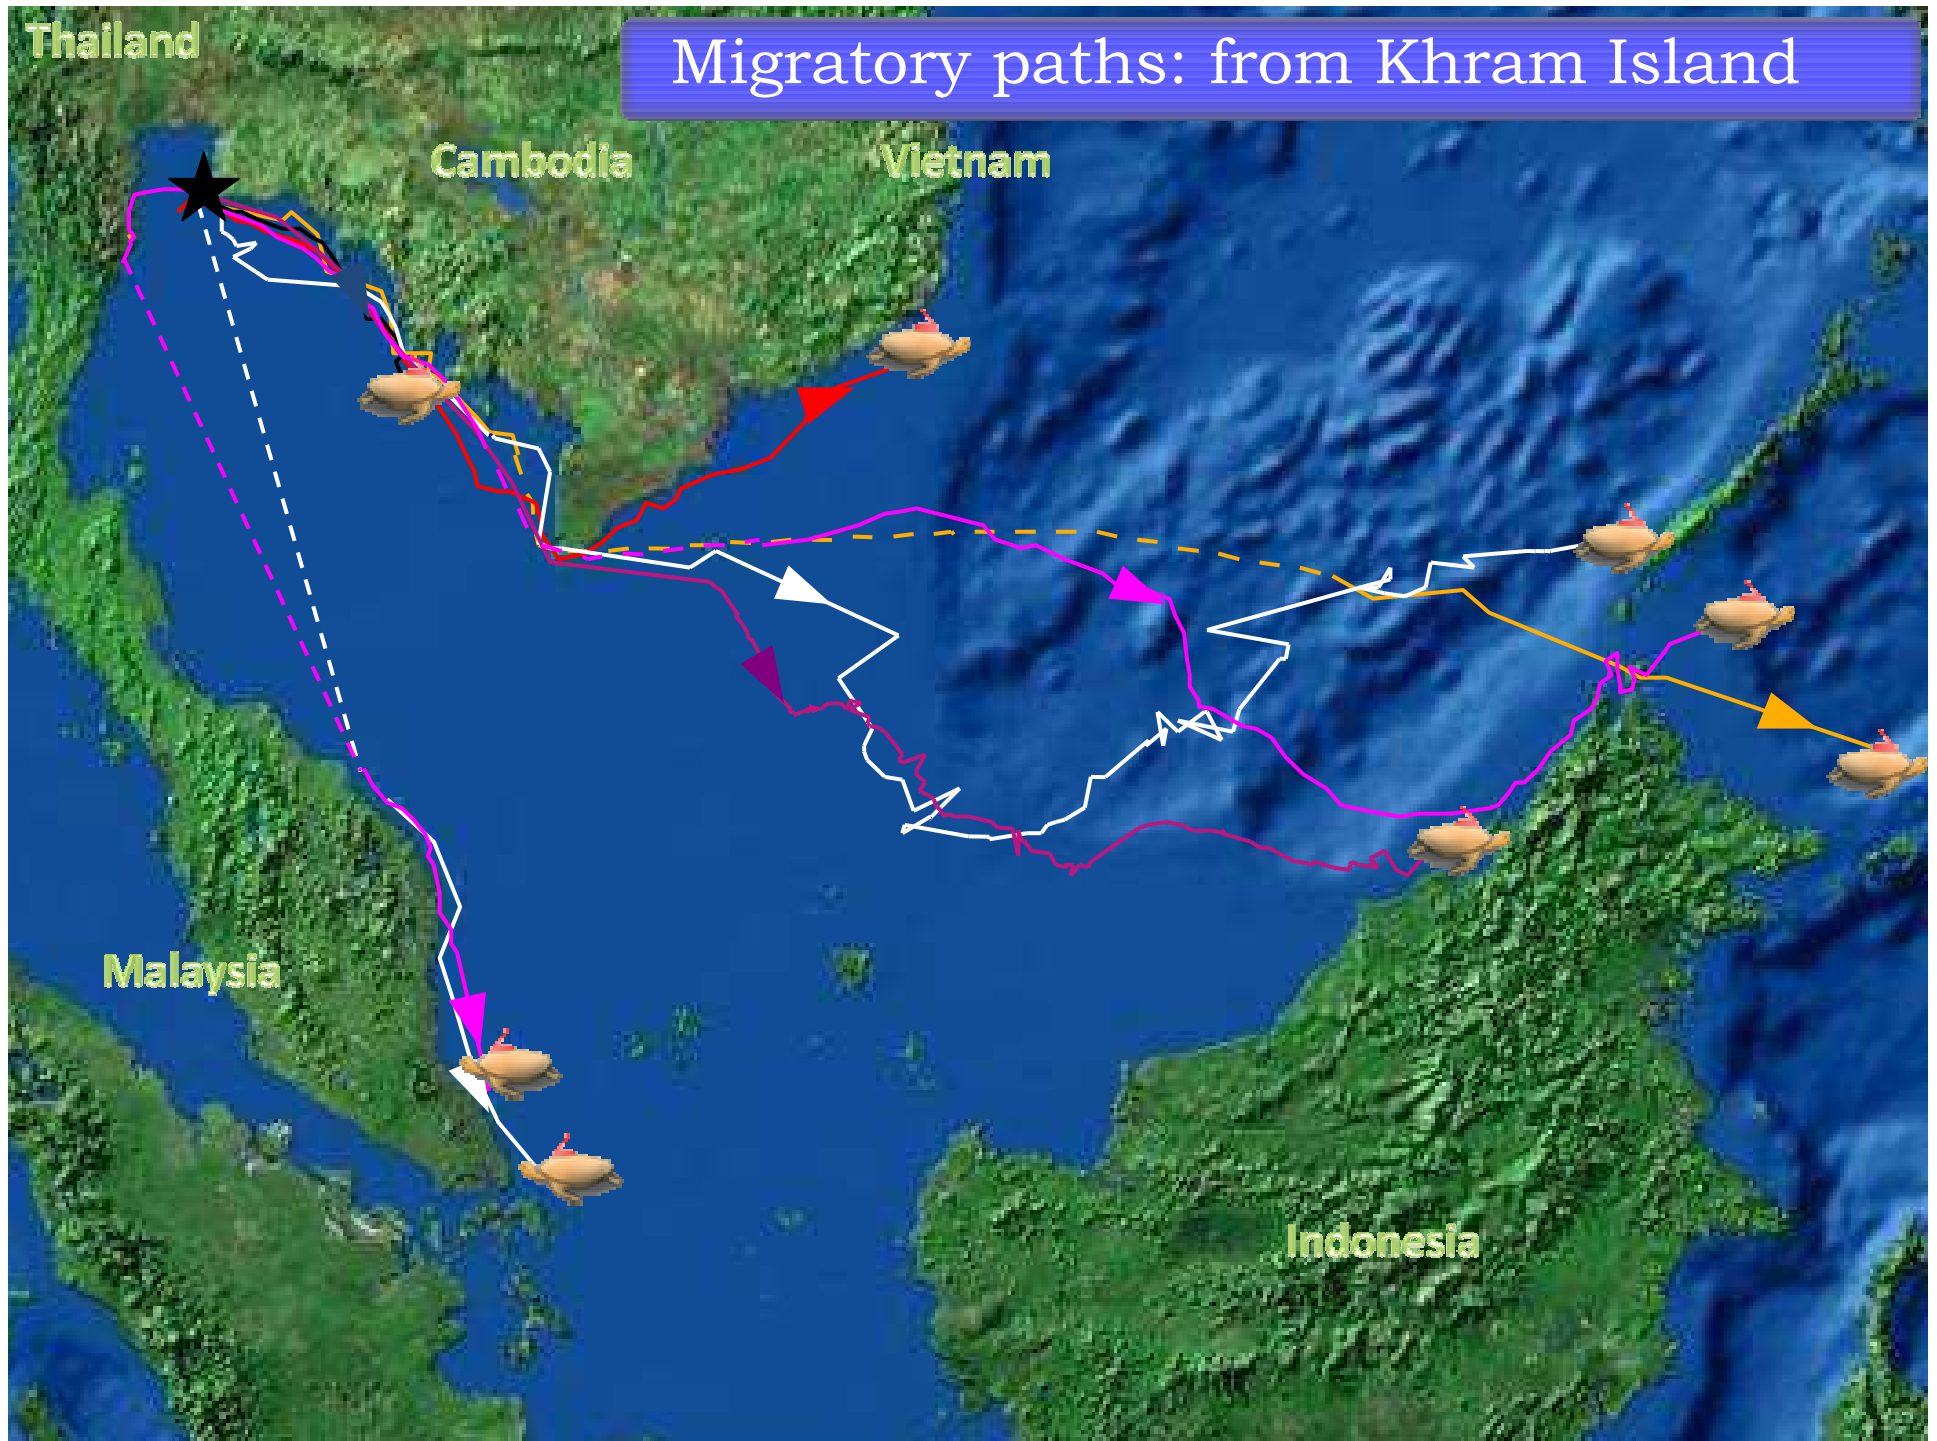 Thailand
Migratory paths: from Khram Island
Cambodia
Vietnam
Malaysia
Indonesia